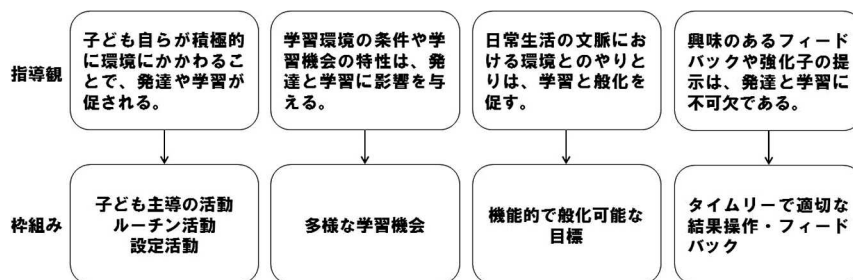 指導観
子ども自らが積極的
に環境にかかわるこ
とで、発達や学習が
促される。
学習環境の条件や学
習機会の特性は、発
達と学習に影響を与
える。
日常生活の文脈にお
ける環境とのやりと
りは、学習と般化を
促す。
興味のあるフィード
バックや強化子の提
示は、発達と学習に
不可欠である。
枠組み
子ども主導の活動
ルーチン活動
設定活動
多様な学習機会
機能的で般化可能な
目標
タイムリーで適切な
結果操作・フィード
バック